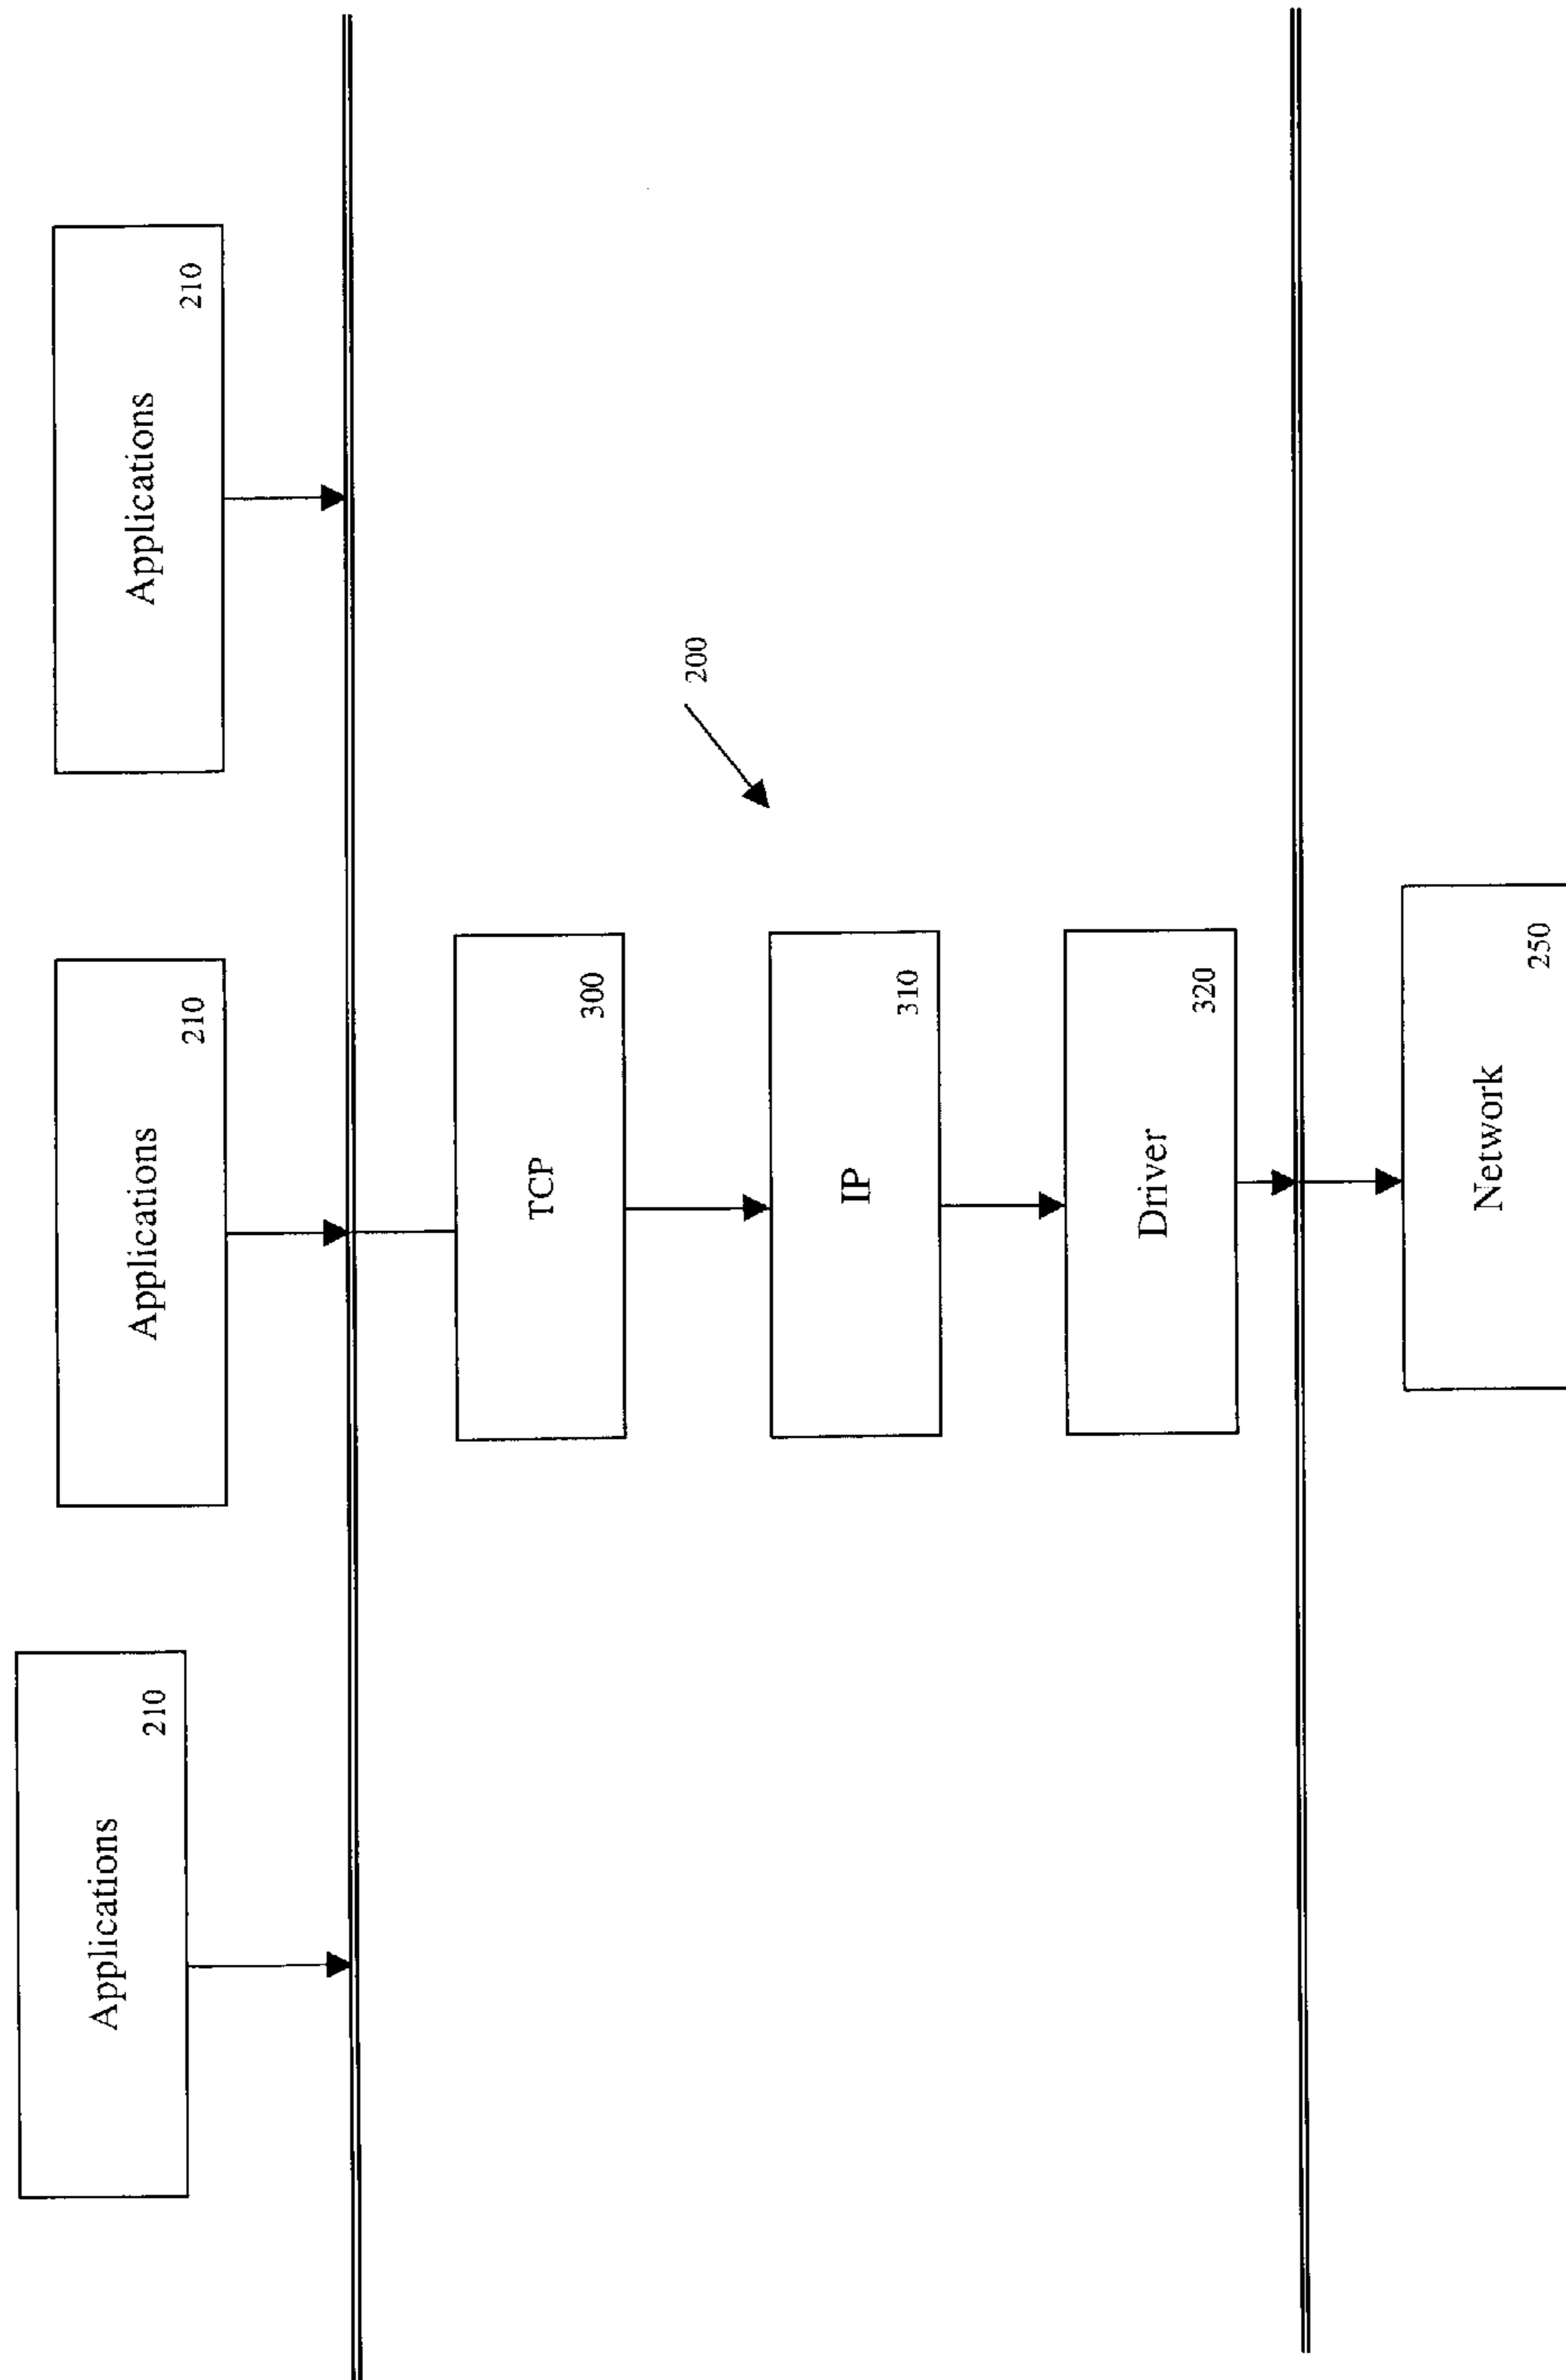 Applications
210
Applications
210
Applications
210
200
TCP
300
IP
310
Driver
320
Network
250